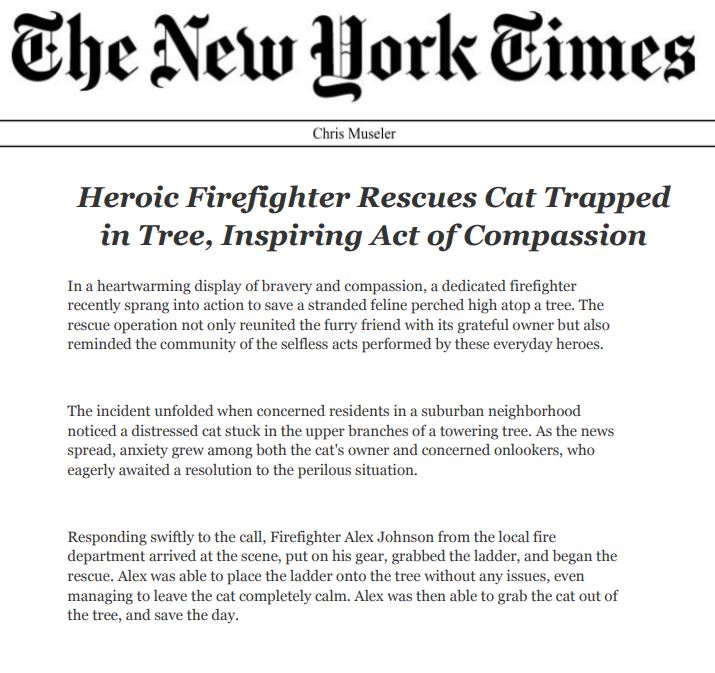 The New York Times
Chris Museler
Heroic Firefighter Rescues Cat Trapped
in Tree, Inspiring Act of Compassion
In a heartwarming display of bravery and compassion, a dedicated firefighter
recently sprang into action to save a stranded feline perched high atop a tree. The
rescue operation not only reunited the furry friend with its grateful owner but also
reminded the community of the selfless acts performed by these everyday heroes.
The incident unfolded when concerned residents in a suburban neighborhood
noticed a distressed cat stuck in the upper branches of a towering tree. As the news
spread, anxiety grew among both the cat's owner and concerned onlookers, who
eagerly awaited a resolution to the perilous situation.
Responding swiftly to the call, Firefighter Alex Johnson from the local fire
department arrived at the scene, put on his gear, grabbed the ladder, and began the
rescue. Alex was able to place the ladder onto the tree without any issues, even
managing to leave the cat completely calm. Alex was then able to grab the cat out of
the tree, and save the day.